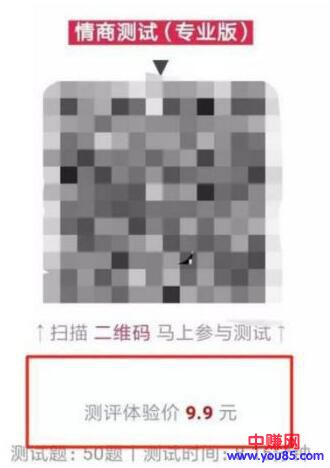 情商测试(专业版)
↑扫描 二维码 马上参与测试↑
测评体验价 9.9 元
测试题:50题 | 测试时间:
中赚网
www.you85.com